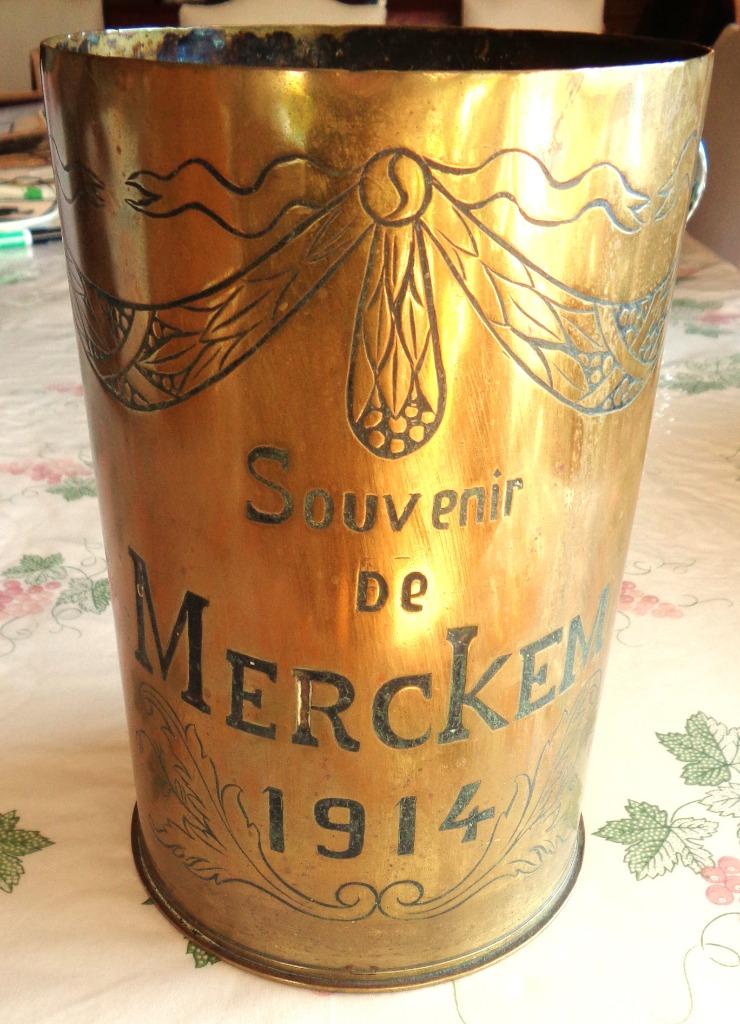 Souvenir
De
MERCKEM
1914